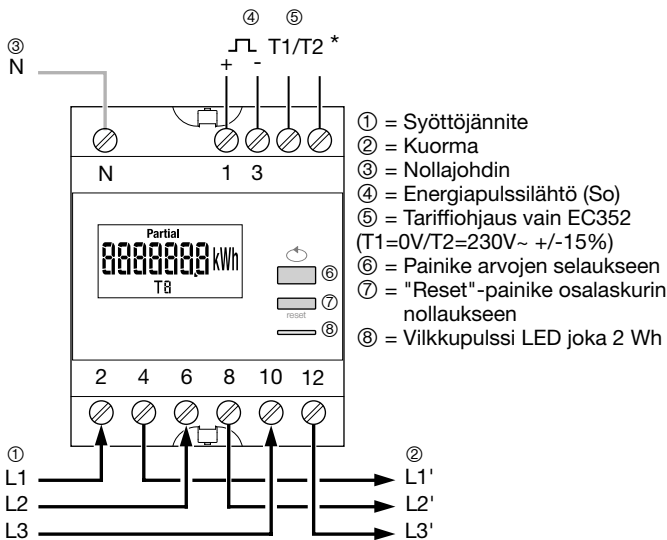 ④ ⑤
T1/T2 *
+ -
③
N
N 1 3
Partial
8888888 kWh
T8
⑥
⑦
reset
⑧
2 4 6 8 10 12
① ②
L1 L1'
L2 L2'
L3 L3'
① = Syöttöjännite
② = Kuorma
③ = Nollajohdin
④ = Energiapulssilähtö (So)
⑤ = Tariffiohjaus vain EC352
(T1=0V/T2=230V~ +/-15%)
⑥ = Painike arvojen selaukseen
⑦ = "Reset"-painike osalaskurin
nollaukseen
⑧ = Vilkkupulssi LED joka 2 Wh